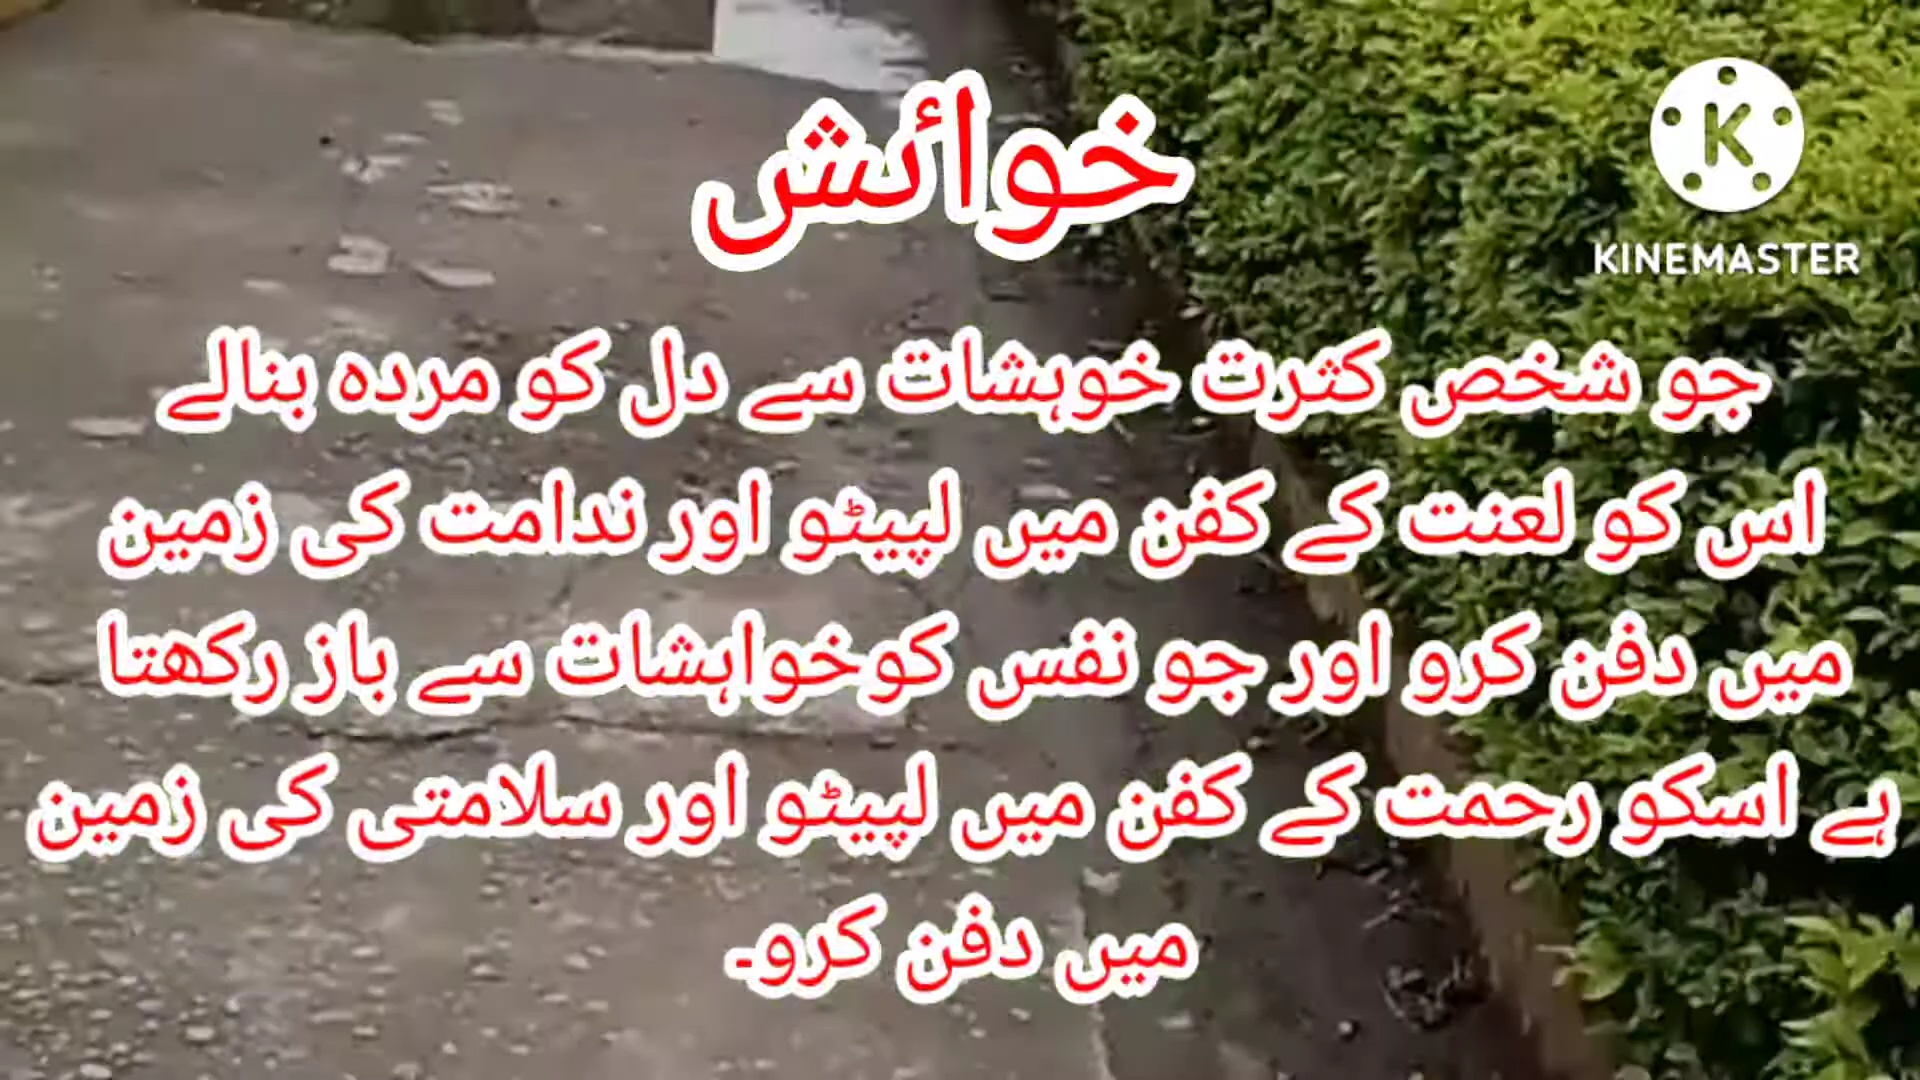 خوائش
KINEMASTER
جو شخص کثرت خوہشات سے دل کو مردہ بنالے
اس کو لعنت کے کفن میں لپیٹو اور ندامت کی زمین
میں دفن کرو اور جو نفس کوخواہشات سے باز رکھتا
ہے اسکو رحمت کے کفن میں لپیٹو اور سلامتی کی زمین
میں دفن کرو۔